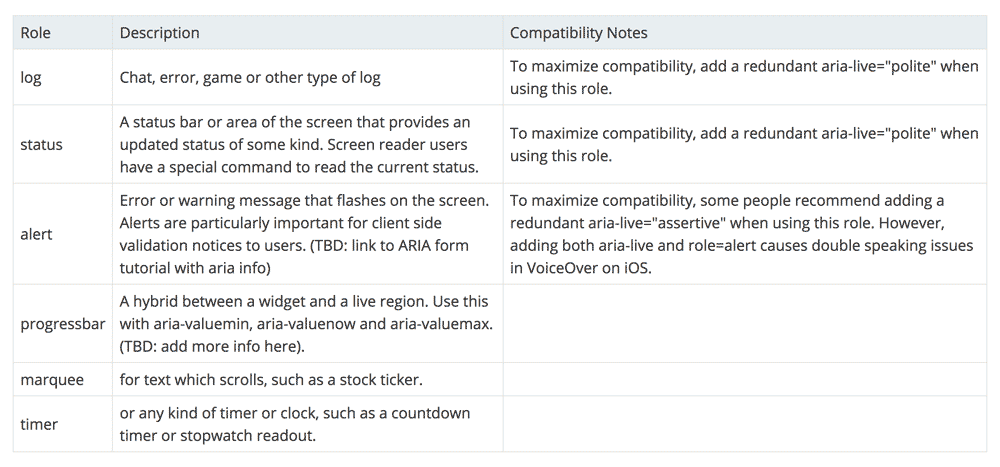 Role Description Compatibility Notes
log Chat, error, game or other type of log To maximize compatibility, add a redundant aria-live="polite" when
using this role.
status A status bar or area of the screen that provides an
updated status of some kind. Screen reader users
have a special command to read the current status.
To maximize compatibility, add a redundant aria-live="polite" when
using this role.
alert Error or warning message that flashes on the screen.
Alerts are particularly important for client side
validation notices to users. (TBD: link to ARIA form
tutorial with aria info)
To maximize compatibility, some people recommend adding a
redundant aria-live="assertive" when using this role. However,
adding both aria-live and role=alert causes double speaking issues
in VoiceOver on iOS.
progressbar A hybrid between a widget and a live region. Use this
with aria-valuemin, aria-valuenow and aria-valuemax.
(TBD: add more info here).
marquee for text which scrolls, such as a stock ticker.
timer or any kind of timer or clock, such as a countdown
timer or stopwatch readout.